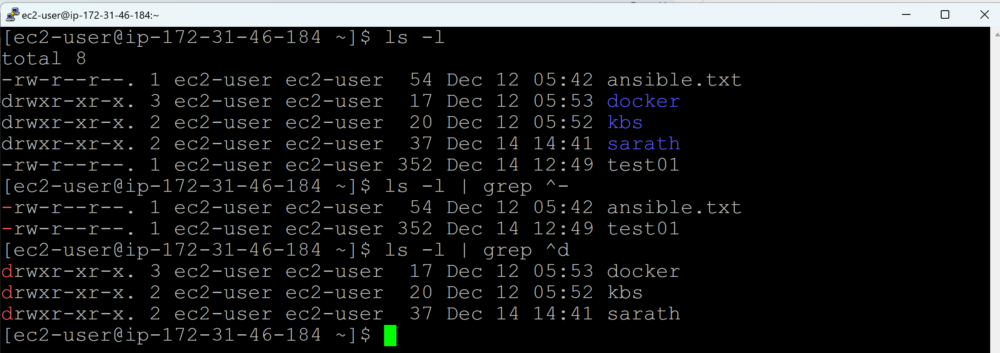 ec2-user@ip-172-31-46-184:~
[ec2-user@ip-172-31-46-184 ~]$ ls -l
total 8
-rw-r--r--. 1 ec2-user ec2-user  54 Dec 12 05:42 ansible.txt
drwxr-xr-x. 3 ec2-user ec2-user  17 Dec 12 05:53 docker
drwxr-xr-x. 2 ec2-user ec2-user  20 Dec 12 05:52 kbs
drwxr-xr-x. 2 ec2-user ec2-user  37 Dec 14 14:41 sarath
-rw-r--r--. 1 ec2-user ec2-user 352 Dec 14 12:49 test01
[ec2-user@ip-172-31-46-184 ~]$ ls -l | grep ^-
-rw-r--r--. 1 ec2-user ec2-user  54 Dec 12 05:42 ansible.txt
-rw-r--r--. 1 ec2-user ec2-user 352 Dec 14 12:49 test01
[ec2-user@ip-172-31-46-184 ~]$ ls -l | grep ^d
drwxr-xr-x. 3 ec2-user ec2-user  17 Dec 12 05:53 docker
drwxr-xr-x. 2 ec2-user ec2-user  20 Dec 12 05:52 kbs
drwxr-xr-x. 2 ec2-user ec2-user  37 Dec 14 14:41 sarath
[ec2-user@ip-172-31-46-184 ~]$